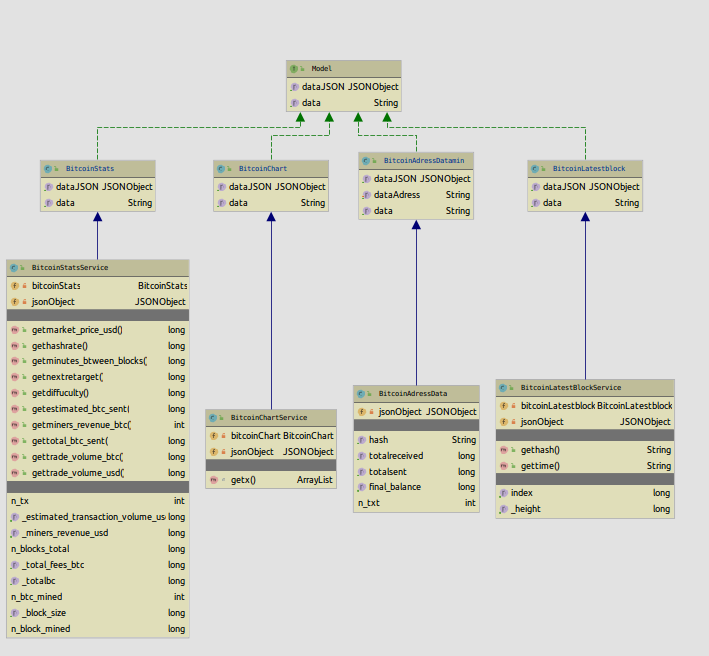 Model
dataJSON JSONObject
data String
BitcoinStats
dataJSON JSONObject
data String
BitcoinChart
dataJSON JSONObject
data String
BitcoinAdressDatamin
dataJSON JSONObject
dataAdress String
data String
BitcoinLatestblock
dataJSON JSONObject
data String
BitcoinStatsService
bitcoinStats BitcoinStats
jsonObject JSONObject
getmarket_price_usd() long
gethashrate() long
getminutes_btween_blocks( long
getnextretarget( long
getdiffuculty() long
getestimated_btc_sent( long
getminers_revenue_btc( int
gettotal_btc_sent( long
gettrade_volume_btc( long
gettrade_volume_usd( long
n_tx int
_estimated_transaction_volume_us long
_miners_revenue_usd long
n_blocks_total long
_total_fees_btc long
_totalbc long
n_btc_mined int
_block_size long
n_block_mined long
BitcoinChartService
bitcoinChart BitcoinChart
jsonObject JSONObject
getx() ArrayList
BitcoinAdressData
jsonObject JSONObject
hash String
totalreceived long
totalsent long
final_balance long
n_txt int
BitcoinLatestBlockService
bitcoinLatestblock BitcoinLatestblock
jsonObject JSONObject
gethash() String
gettime() String
index long
_height long